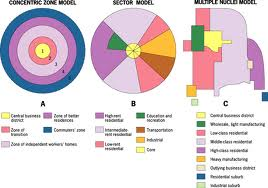 CONCENTRIC ZONE MODEL
SECTOR MODEL
MULTIPLE NUCLEI MODEL
1
2
3
4
5
A
B
C
Central business district
Zone of transition
Zone of independent workers' homes
Zone of better residences
Commuters' zone
High-rent residential
Intermediate rent residential
Low-rent residential
Education and recreation
Transportation
Industrial
Core
Central business district
Wholesale, light manufacturing
Low-class residential
Middle-class residential
High-class residential
Heavy manufacturing
Outlying business district
Residential suburb
Industrial suburb